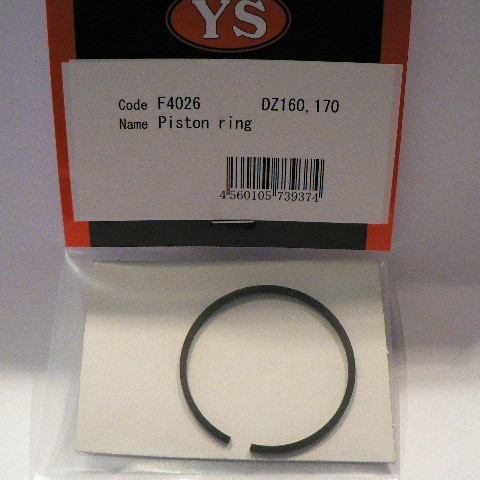 YS
Code F4026 DZ160,170
Name Piston ring
4 560105 739374